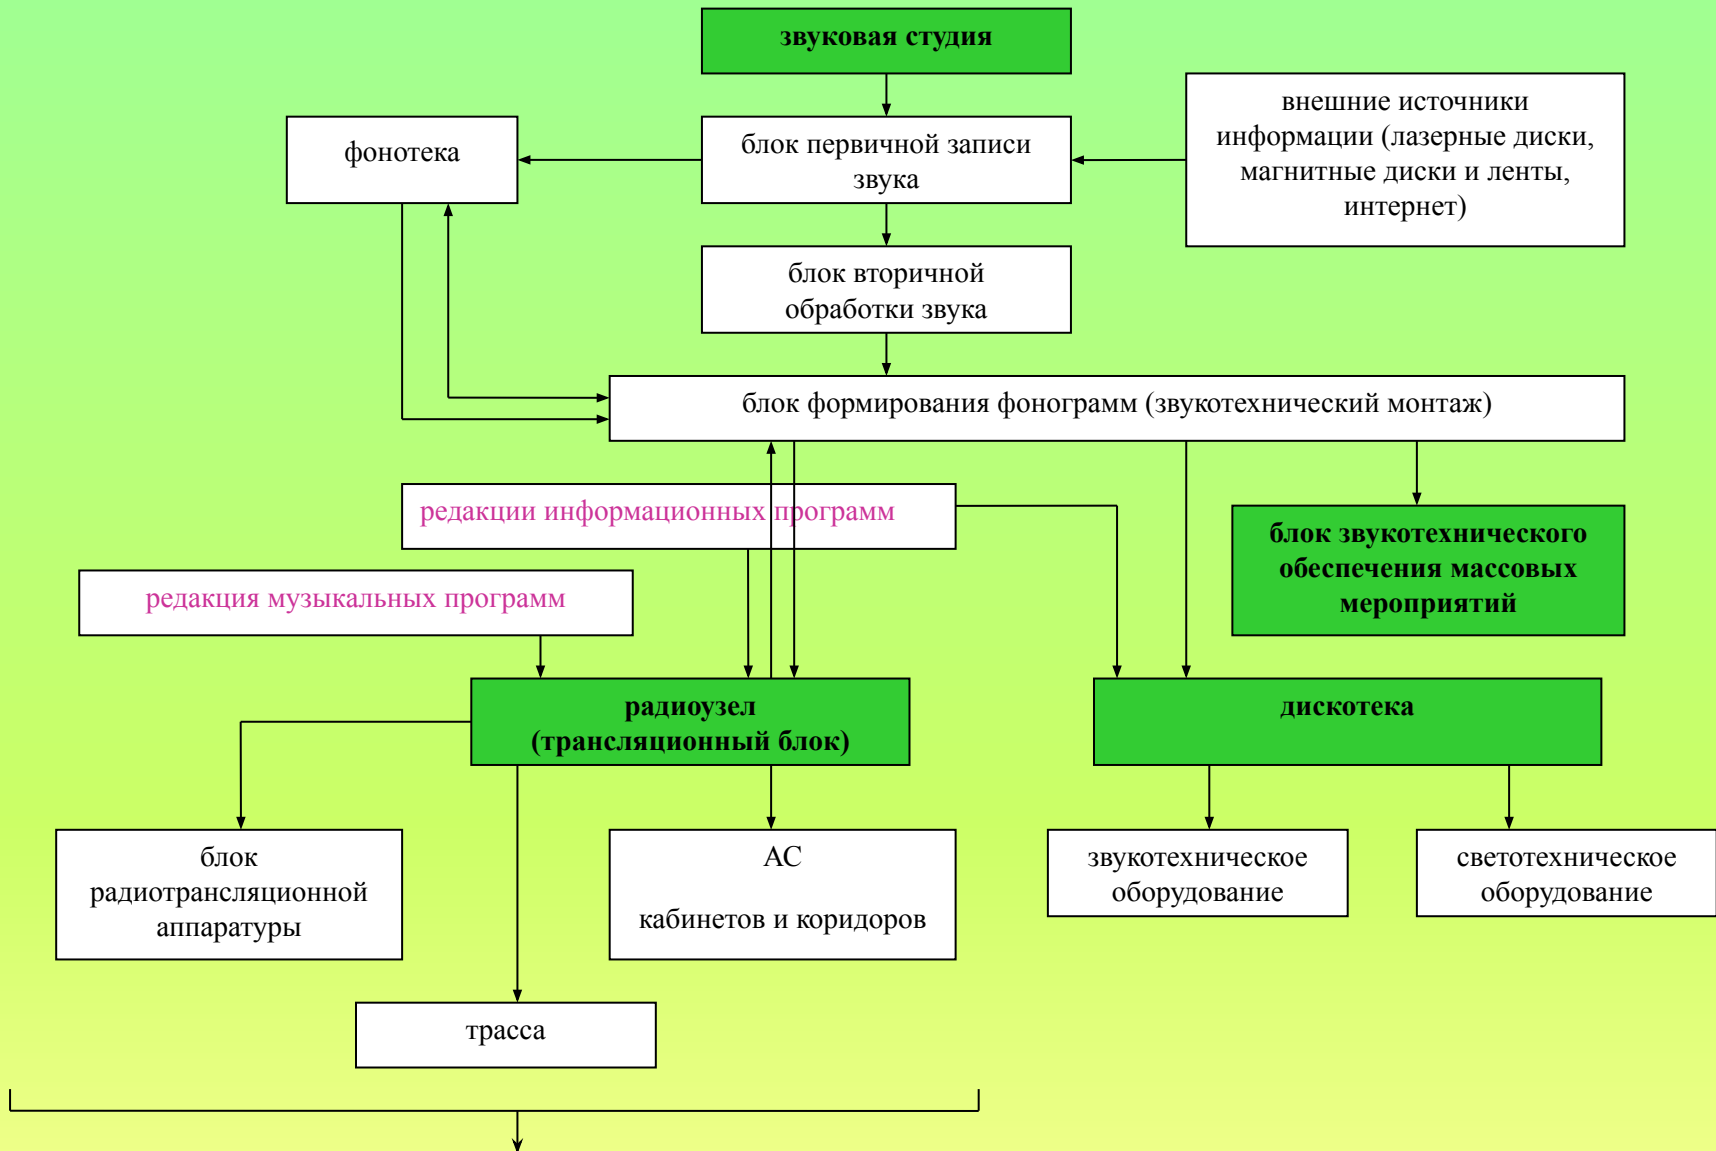 звуковая студия
внешние источники
информации (лазерные диски,
магнитные диски и ленты,
интернет)
фонотека
блок первичной записи
звука
блок вторичной
обработки звука
блок формирования фонограмм (звукотехнический монтаж)
редакции информационных программ
блок звукотехнического
обеспечения массовых
мероприятий
редакция музыкальных программ
радиоузел
(трансляционный блок)
дискотека
блок
радиотрансляционной
аппаратуры
АС
кабинетов и коридоров
звукотехническое
оборудование
светотехническое
оборудование
трасса